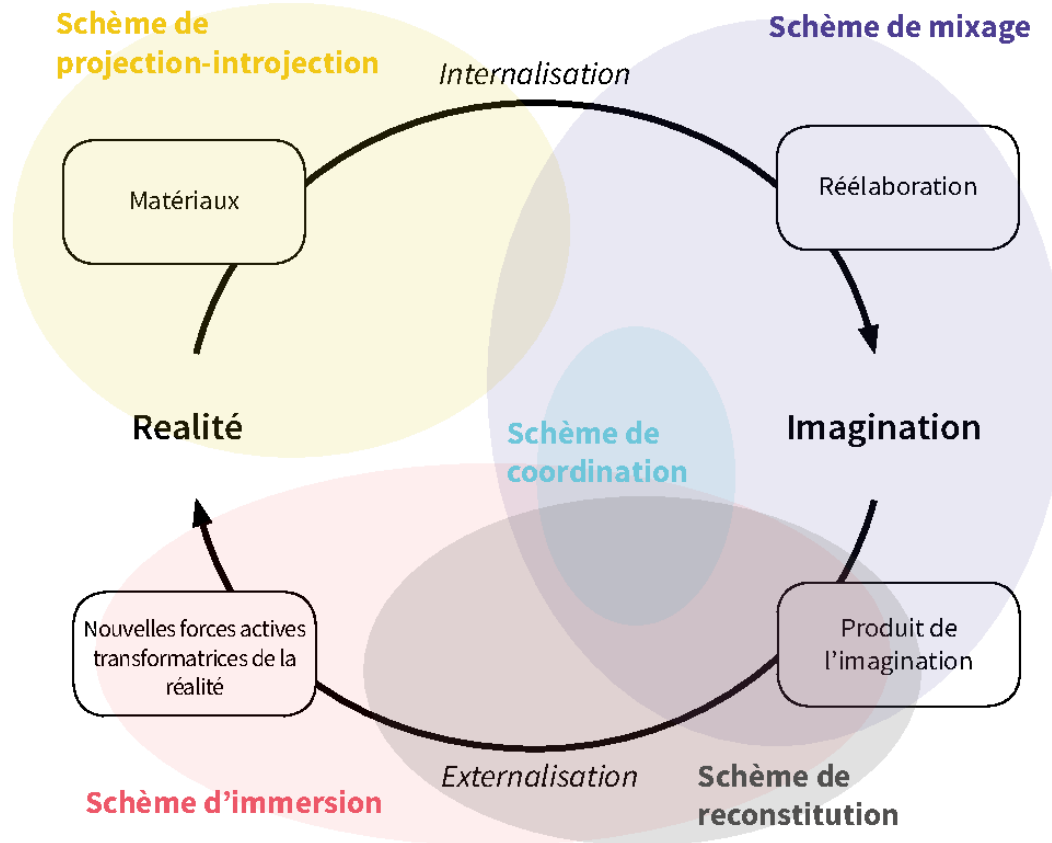 Schème de
projection-introjection
Schème de mixage
Internalisation
Matériaux
Réélaboration
Realité
Schème de
coordination
Imagination
Nouvelles forces actives
transformatrices de la
réalité
Produit de
l’imagination
Externalisation
Schème d’immersion
Schème de
reconstitution